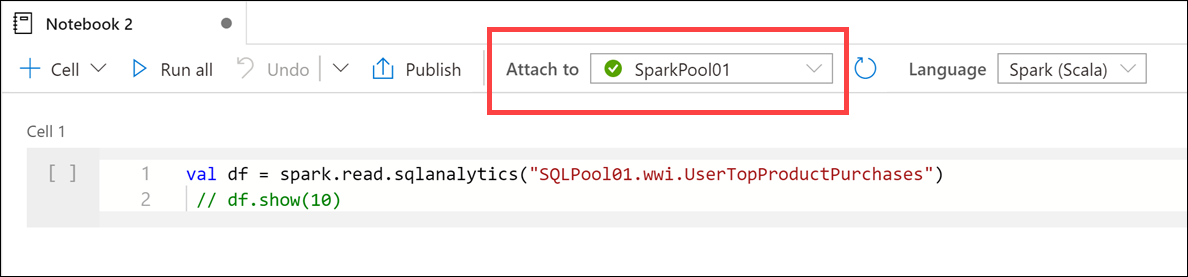 Notebook 2
Cell Run all Undo Publish Attach to SparkPool01 Language Spark (Scala)
Cell 1
[ ] 1 val df = spark.read.sqlanalytics("SQLPool01.wwi.UserTopProductPurchases")
2 // df.show(10)